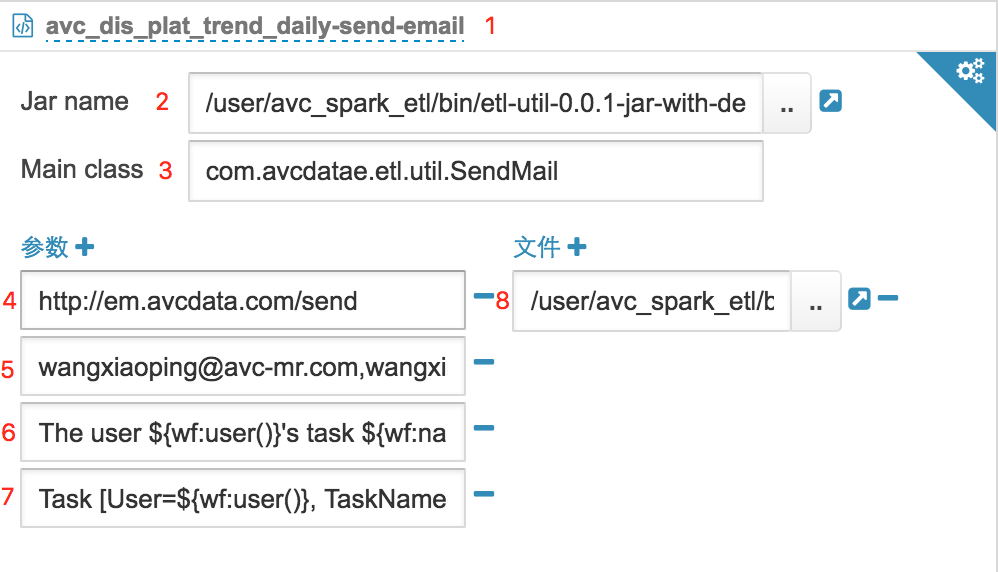 avc_dis_plat_trend_daily-send-email 1
Jar name 2 /user/avc_spark_etl/bin/etl-util-0.0.1-jar-with-de ..
Main class 3 com.avcdatae.etl.util.SendMail
参数 文件
4 http://em.avcdata.com/send 8 /user/avc_spark_etl/b ..
5 wangxiaoping@avc-mr.com,wangxi
6 The user ${wf:user()}'s task ${wf:na
7 Task [User=${wf:user()}, TaskName